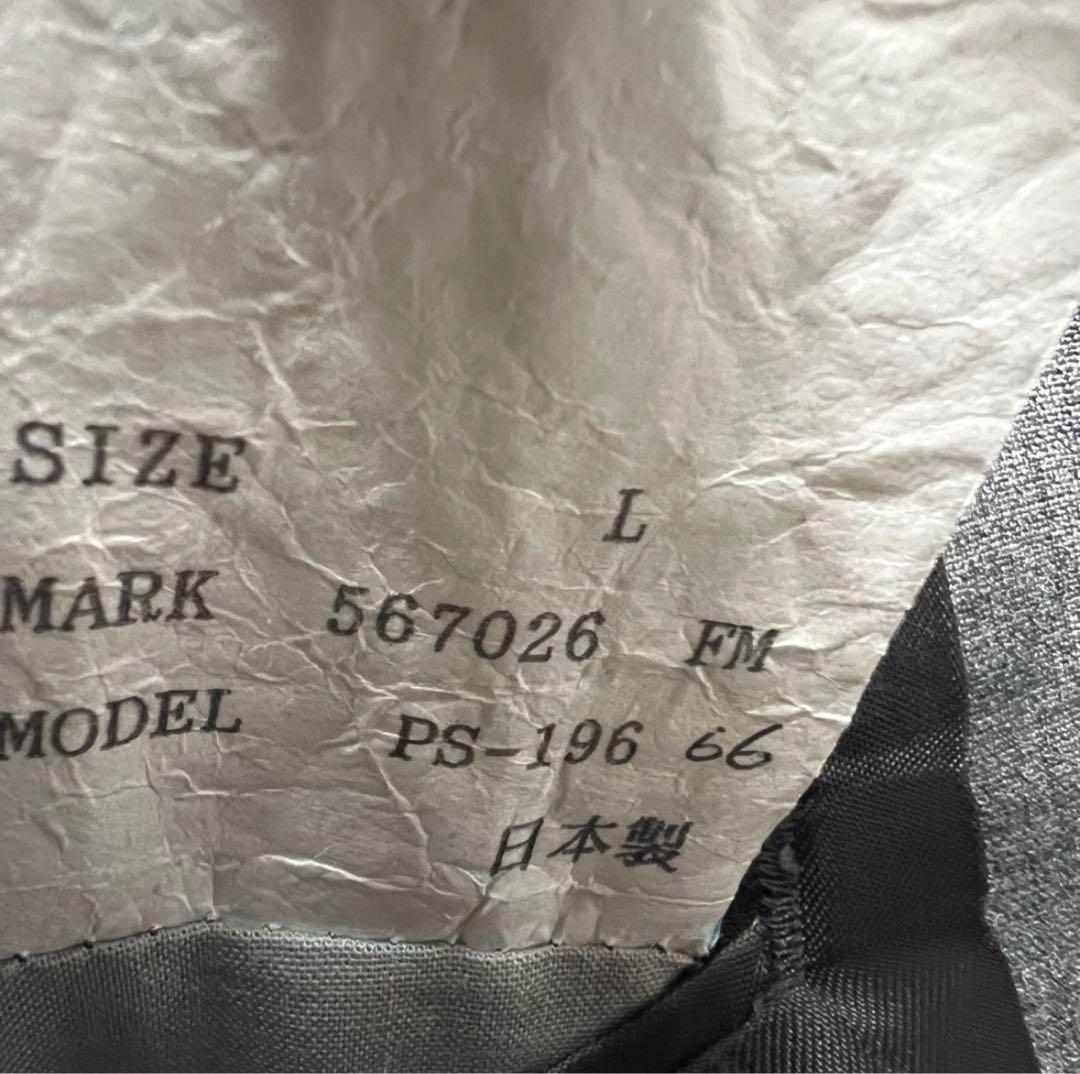 SIZE L
MARK 567026 FM
MODEL PS-196 66
日本製